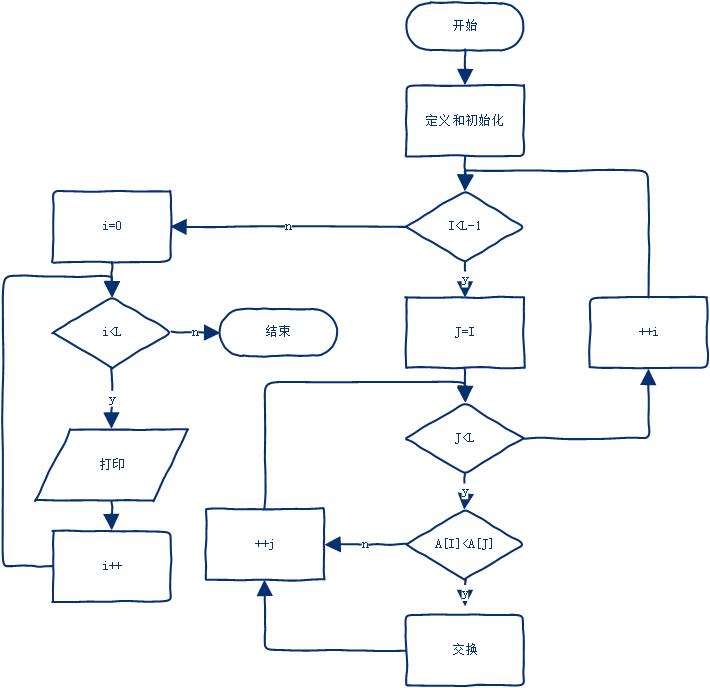 开始
定义和初始化
i=0
n
I<L-1
y
i<L
n
结束
J=I
++i
y
J<L
打印
y
++j
n
A[I]<A[J]
i++
y
交换